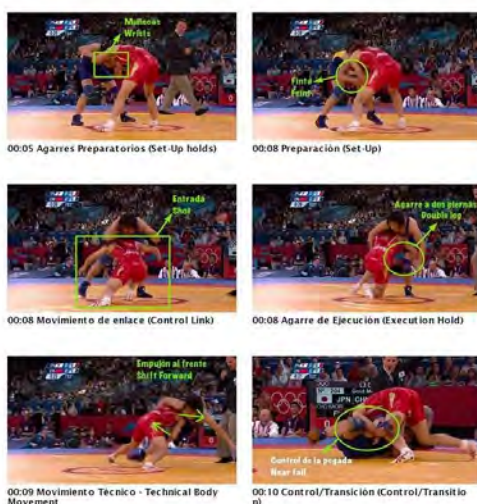 Muñecas
Wrists
Finta
Feint
00:05 Agarres Preparatorios (Set-Up holds)
00:08 Preparación (Set-Up)
Entrada
Shot
Agarre a dos piernas
Double leg
00:08 Movimiento de enlace (Control Link)
00:08 Agarre de Ejecución (Execution Hold)
Empujón al frente
Shift Forward
JPN CHN
Control de la pegada
Near fall
00:09 Movimiento Técnico - Technical Body
Movement
00:10 Control/Transición (Control/Transitio
n)